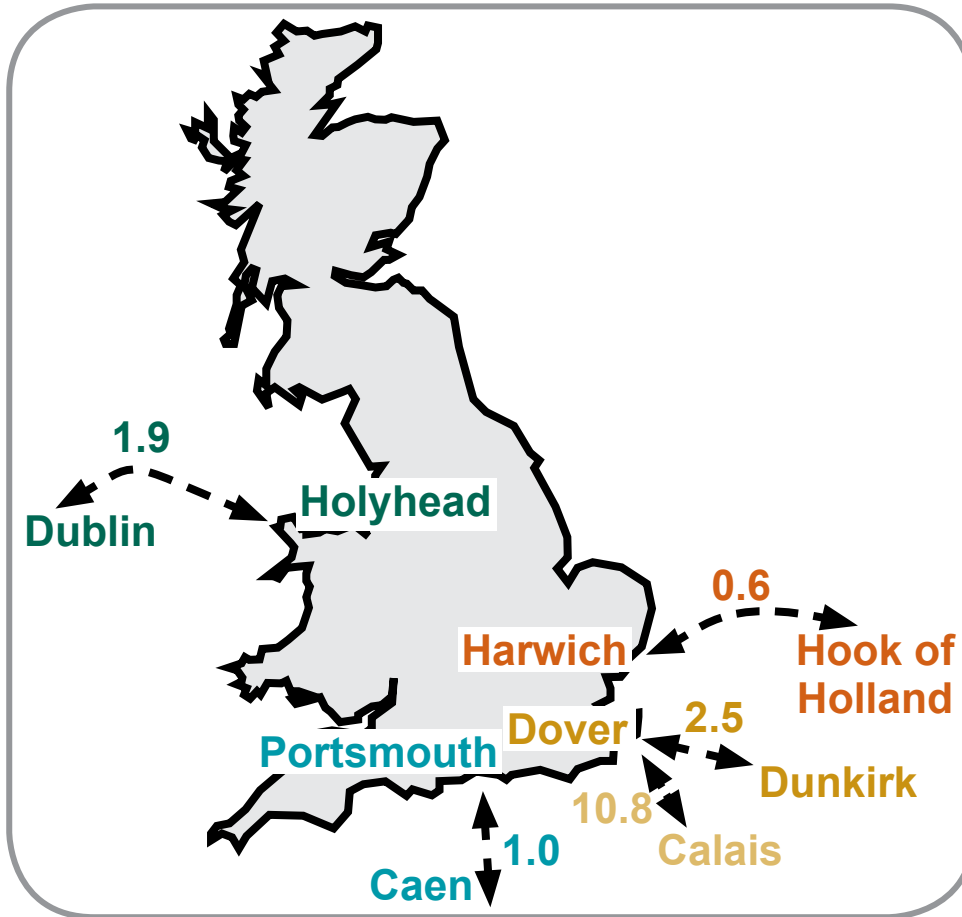 1.9
Holyhead
Dublin
0.6
Harwich
Hook of
Holland
2.5
Dover
Portsmouth
Dunkirk
10.8
Calais
1.0
Caen